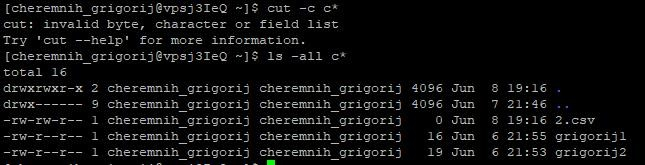 [cheremnih_grigorij@vpsj3IeQ ~]$ cut -c c*
cut: invalid byte, character or field list
Try 'cut --help' for more information.
[cheremnih_grigorij@vpsj3IeQ ~]$ ls -all c*
total 16
drwxrwxr-x 2 cheremnih_grigorij cheremnih_grigorij 4096 Jun  8 19:16 .
drwx------ 9 cheremnih_grigorij cheremnih_grigorij 4096 Jun  7 21:46 ..
-rw-rw-r-- 1 cheremnih_grigorij cheremnih_grigorij    0 Jun  8 19:16 2.csv
-rw-r--r-- 1 cheremnih_grigorij cheremnih_grigorij   16 Jun  6 21:55 grigorij1
-rw-r--r-- 1 cheremnih_grigorij cheremnih_grigorij   19 Jun  6 21:53 grigorij2